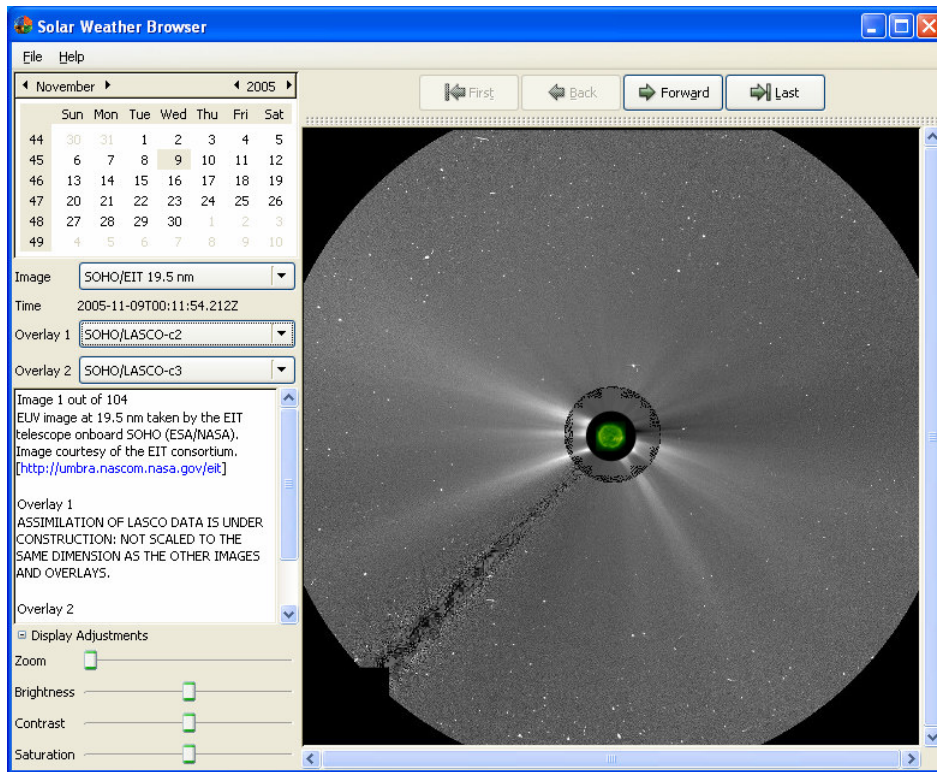 Solar Weather Browser
File Help
November 2005
First Back Forward Last
Sun Mon Tue Wed Thu Fri Sat
44 30 31 1 2 3 4 5
45 6 7 8 9 10 11 12
46 13 14 15 16 17 18 19
47 20 21 22 23 24 25 26
48 27 28 29 30 1 2 3
49 4 5 6 7 8 9 10
Image SOHO/EIT 19.5 nm
Time 2005-11-09T00:11:54.212Z
Overlay 1 SOHO/LASCO-c2
Overlay 2 SOHO/LASCO-c3
Image 1 out of 104
EUV image at 19.5 nm taken by the EIT
telescope onboard SOHO (ESA/NASA).
Image courtesy of the EIT consortium.
[http://umbra.nascom.nasa.gov/eit]
Overlay 1
ASSIMILATION OF LASCO DATA IS UNDER
CONSTRUCTION: NOT SCALED TO THE
SAME DIMENSION AS THE OTHER IMAGES
AND OVERLAYS.
Overlay 2
Display Adjustments
Zoom
Brightness
Contrast
Saturation